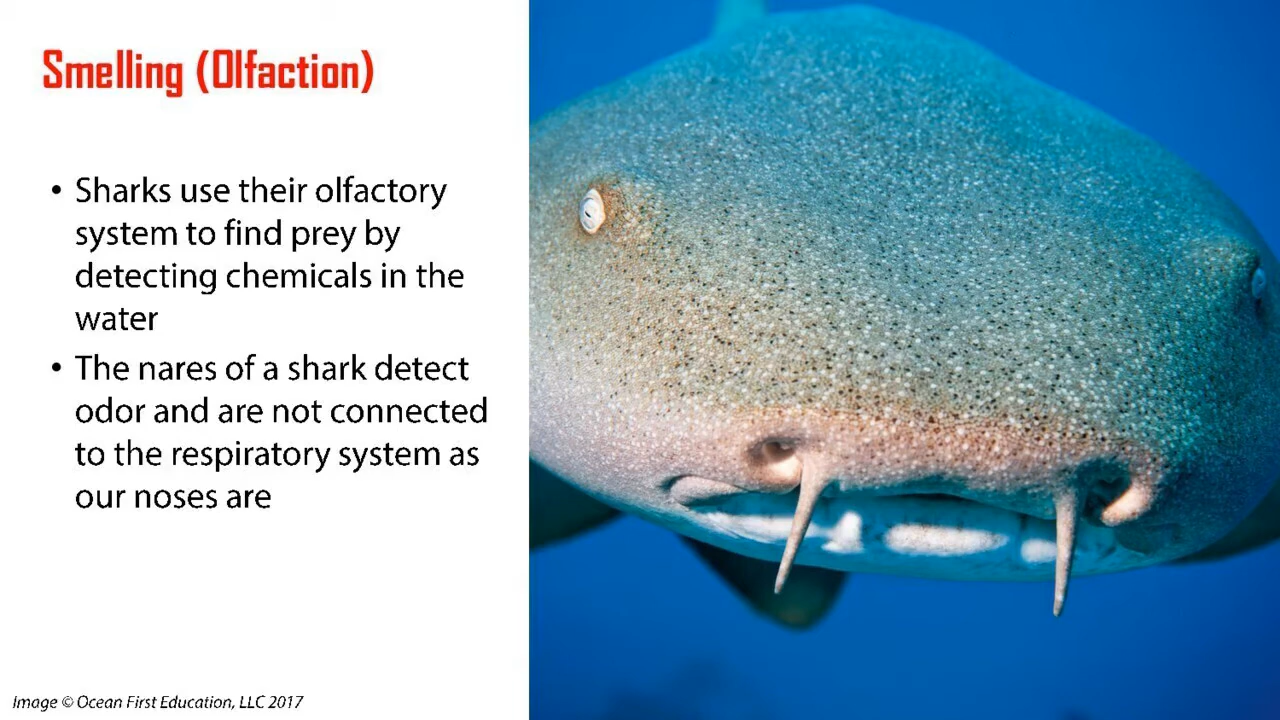 Smelling (Olfaction)
• Sharks use their olfactory
system to find prey by
detecting chemicals in the
water
• The nares of a shark detect
odor and are not connected
to the respiratory system as
our noses are
Image © Ocean First Education, LLC 2017